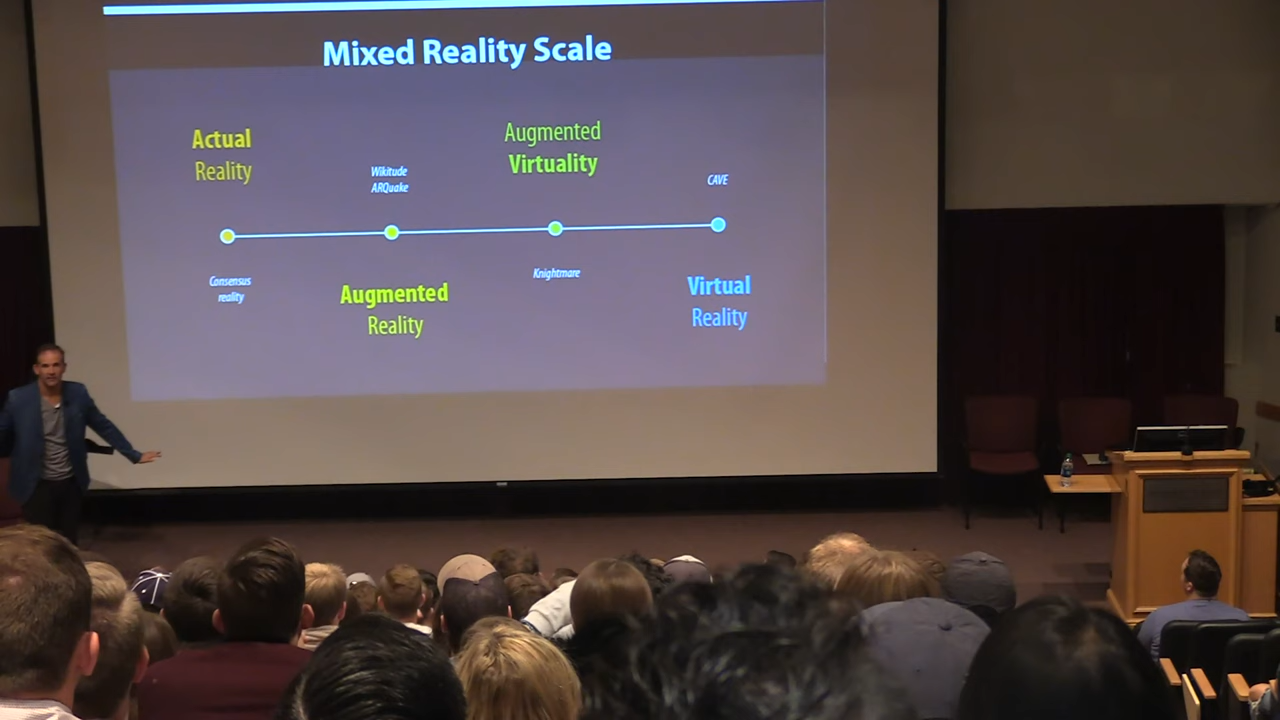 Mixed Reality Scale
Actual
Reality
Wikitude
ARQuake
Augmented
Virtuality
CAVE
Consensus
reality
Augmented
Reality
Knightmare
Virtual
Reality